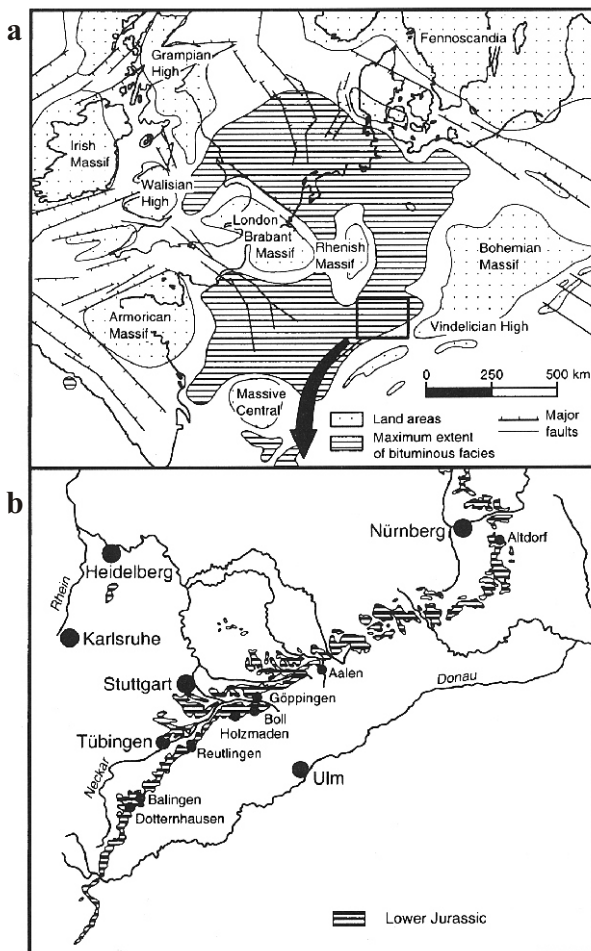 a
Fennoscandia
Grampian
High
Irish
Massif
Walisian
High
London
Brabant
Massif
Rhenish
Massif
Bohemian
Massif
Armorican
Massif
Vindelician High
Massive
Central
0 250 500 km
Land areas
Major
faults
Maximum extent
of bituminous facies
b
Nürnberg
Altdorf
Heidelberg
Rhein
Karlsruhe
Stuttgart
Aalen
Donau
Göppingen
Boll
Holzmaden
Tübingen
Reutlingen
Neckar
Ulm
Balingen
Dotternhausen
Lower Jurassic